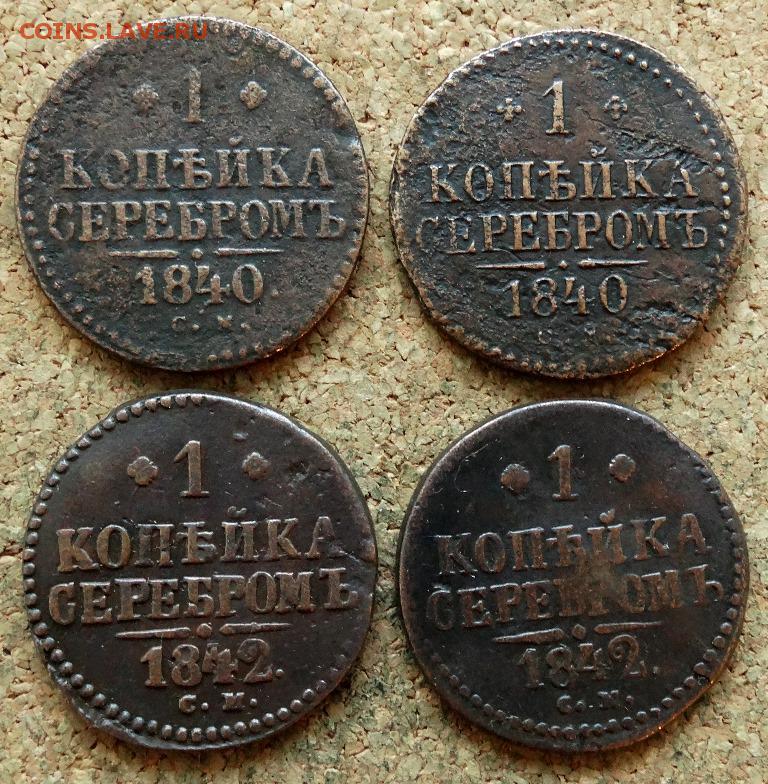 COINS.LAVE.RU
1
КОПѢЙКА
СЕРЕБРОМЪ
1840.
С. М.
1
КОПѢЙКА
СЕРЕБРОМЪ
1840
С. М.
1
КОПѢЙКА
СЕРЕБРОМЪ
1842.
С. М.
1
КОПѢЙКА
СЕРЕБРОМЪ
1842.
С. М.